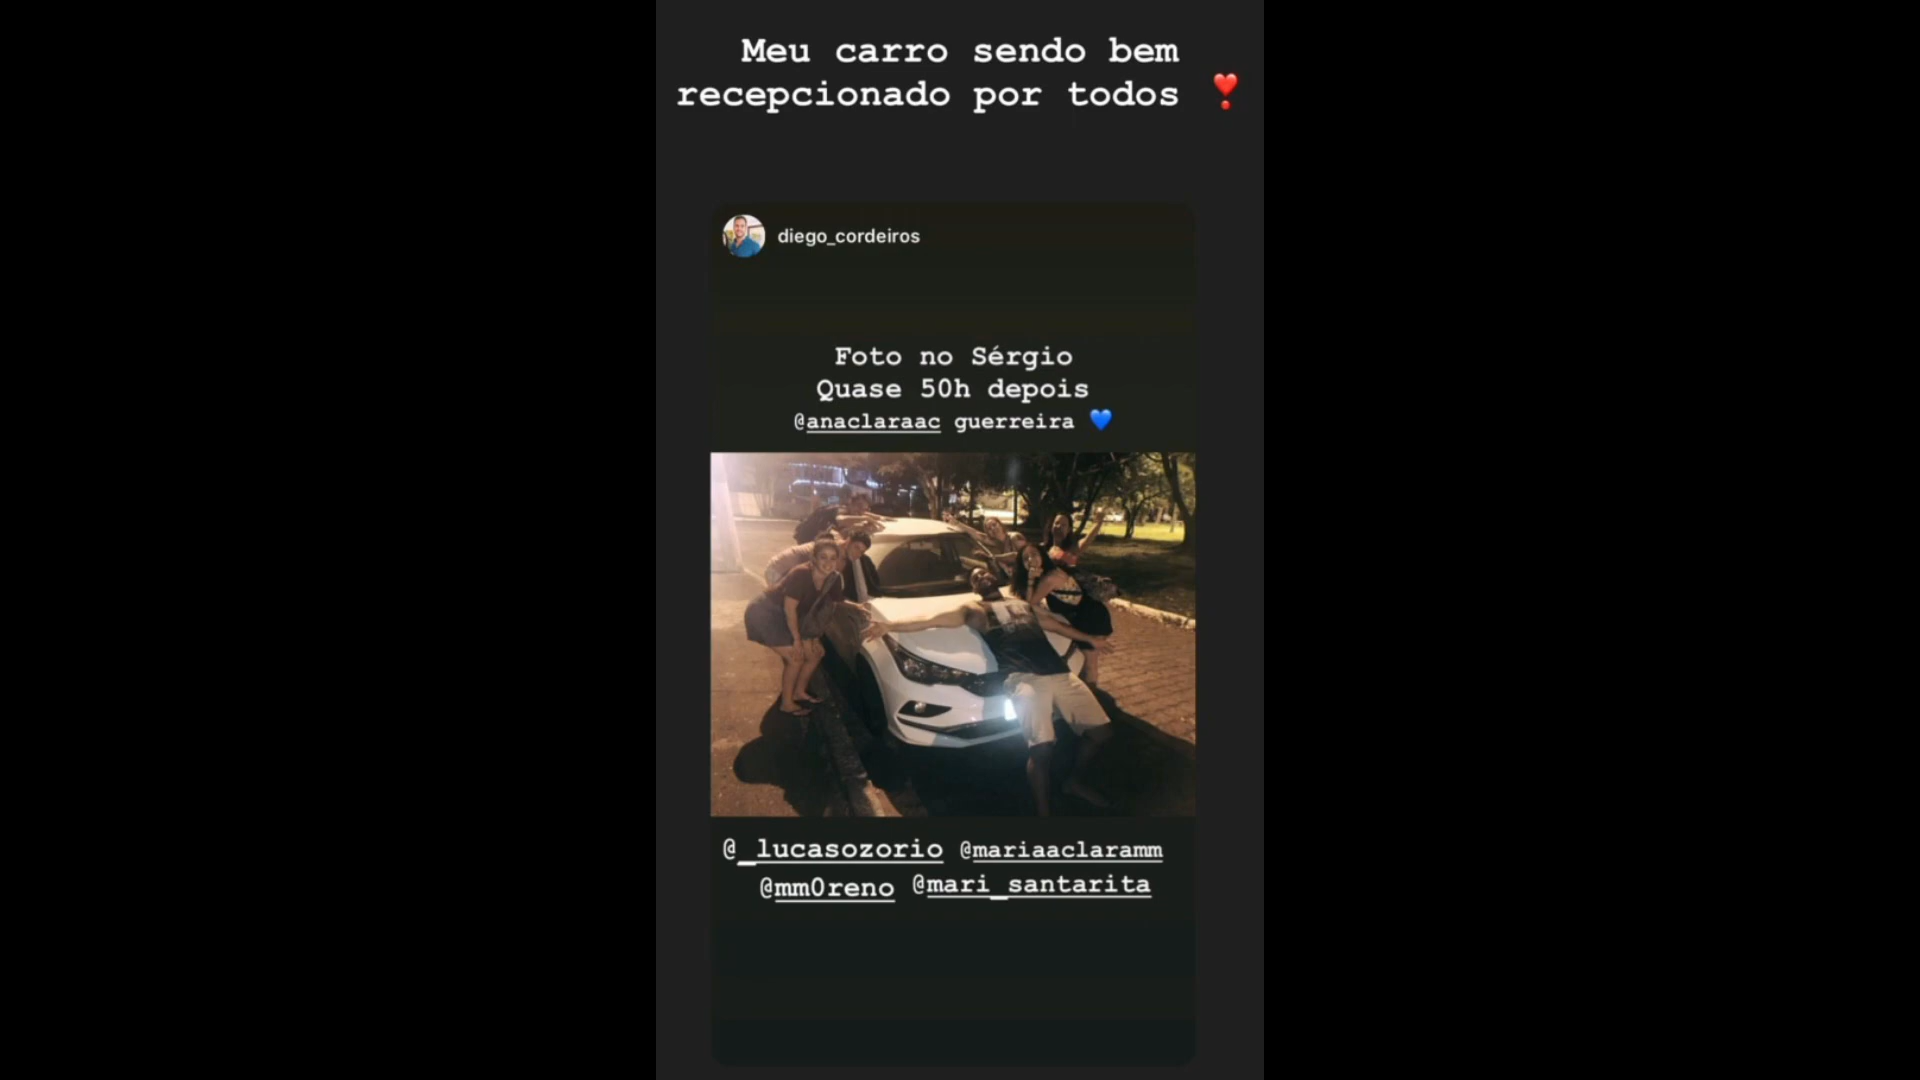 Meu carro sendo bem
recepcionado por todos ❣️
diego_cordeiros
Foto no Sérgio
Quase 50h depois
@anaclaraac guerreira 💙
@_lucasozorio @mariaaclaramm
@mm0reno @mari_santarita